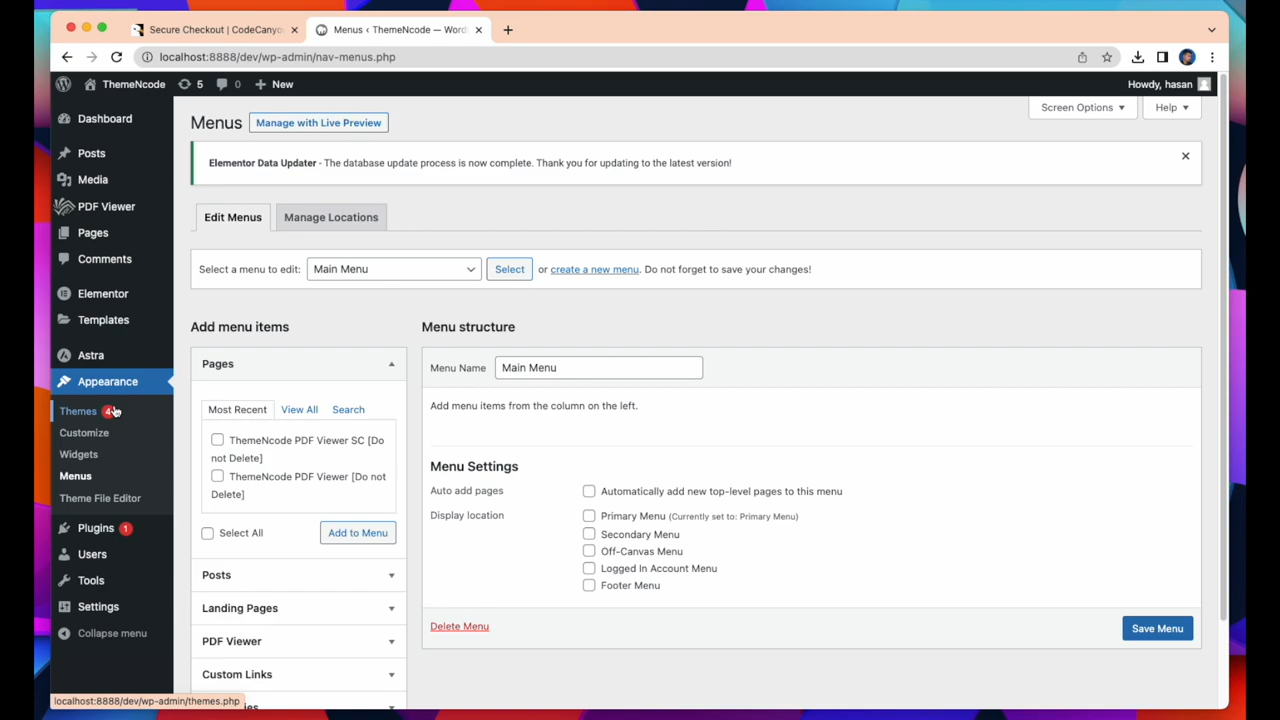 Secure Checkout | CodeCanyo
Menus ‹ ThemeNcode — Word
localhost:8888/dev/wp-admin/nav-menus.php
ThemeNcode 5 0 New
Howdy, hasan
Screen Options
Help
Dashboard
Posts
Media
PDF Viewer
Pages
Comments
Elementor
Templates
Astra
Appearance
Themes 4
Customize
Widgets
Menus
Theme File Editor
Plugins 1
Users
Tools
Settings
Collapse menu
localhost:8888/dev/wp-admin/themes.php
Menus
Manage with Live Preview
Elementor Data Updater - The database update process is now complete. Thank you for updating to the latest version!
Edit Menus
Manage Locations
Select a menu to edit: Main Menu Select or create a new menu. Do not forget to save your changes!
Add menu items
Pages
Most Recent
View All
Search
ThemeNcode PDF Viewer SC [Do
not Delete]
ThemeNcode PDF Viewer [Do not
Delete]
Select All
Add to Menu
Posts
Landing Pages
PDF Viewer
Custom Links
Menu structure
Menu Name Main Menu
Add menu items from the column on the left.
Menu Settings
Auto add pages
Automatically add new top-level pages to this menu
Display location
Primary Menu (Currently set to: Primary Menu)
Secondary Menu
Off-Canvas Menu
Logged In Account Menu
Footer Menu
Delete Menu
Save Menu